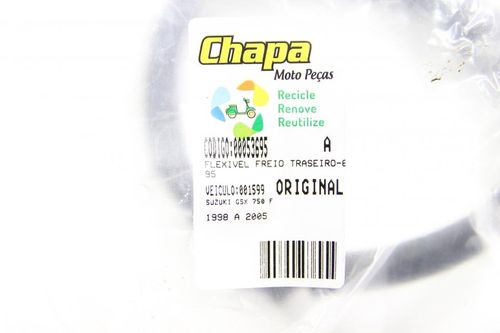 Chapa
Moto Peças
Recicle
Renove
Reutilize
CODIGO:00053695 A
FLEXIVEL FREIO TRASEIRO-6
95
VEICULO:001599 ORIGINAL
SUZUKI GSX 750 F
1998 A 2005